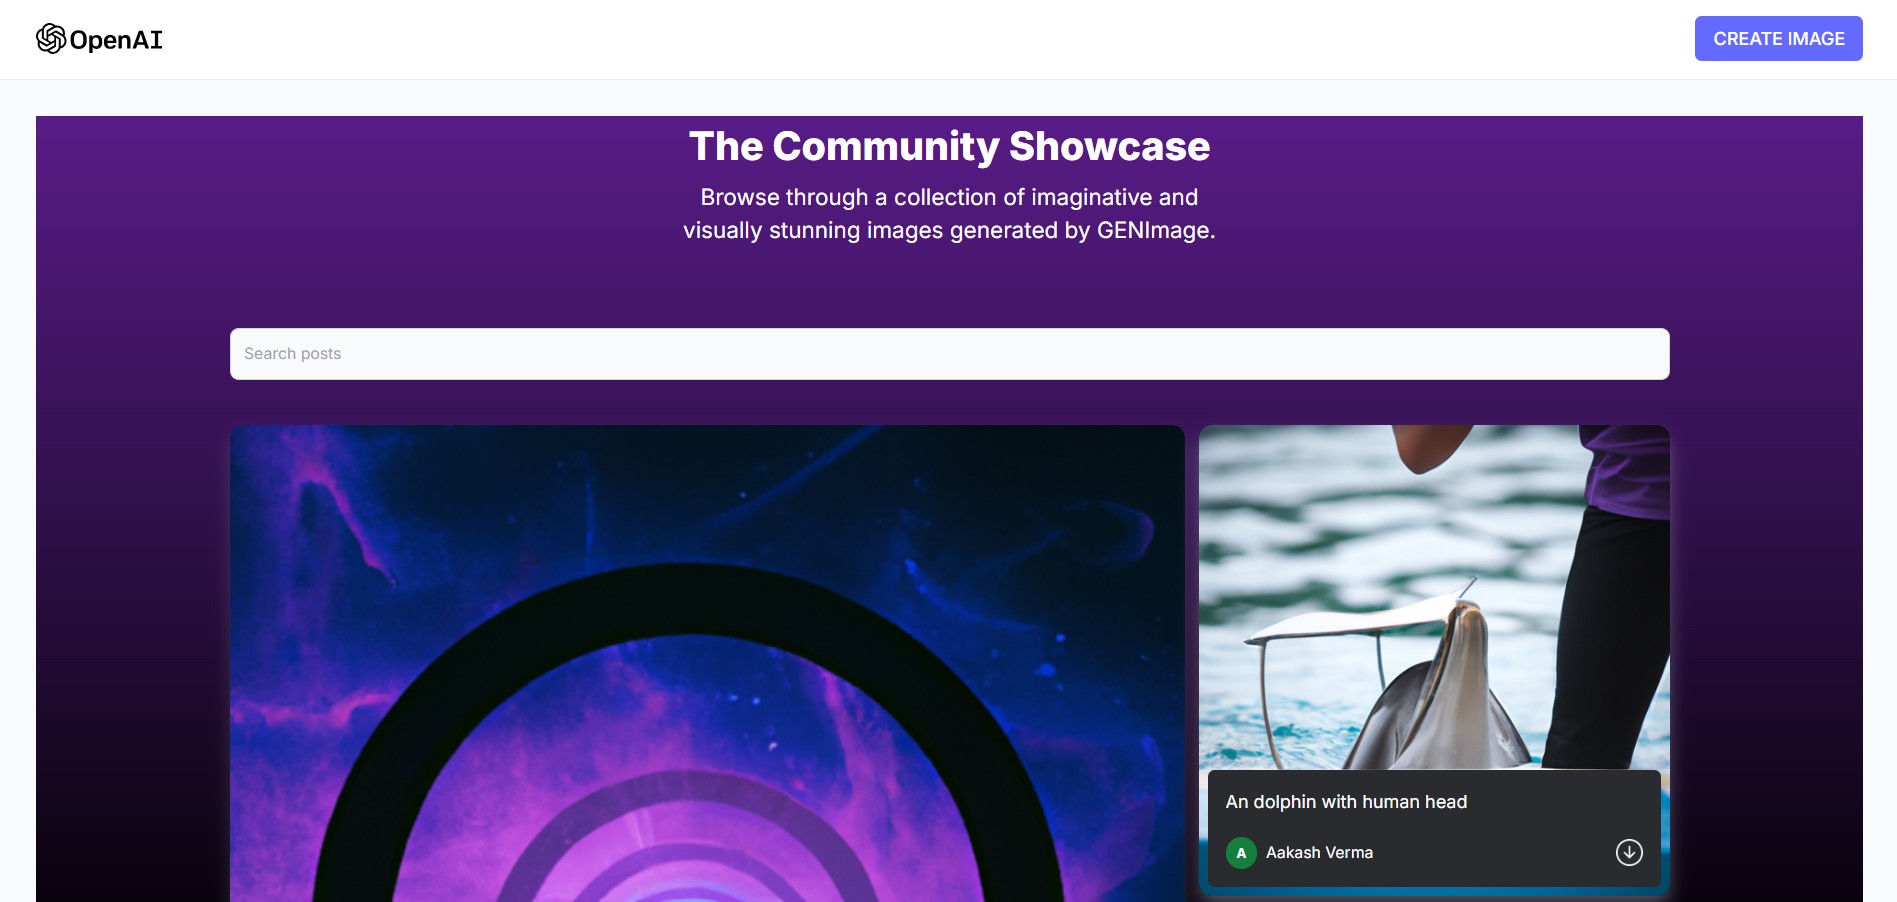 OpenAI
CREATE IMAGE
The Community Showcase
Browse through a collection of imaginative and
visually stunning images generated by GENImage.
Search posts
An dolphin with human head
A
Aakash Verma